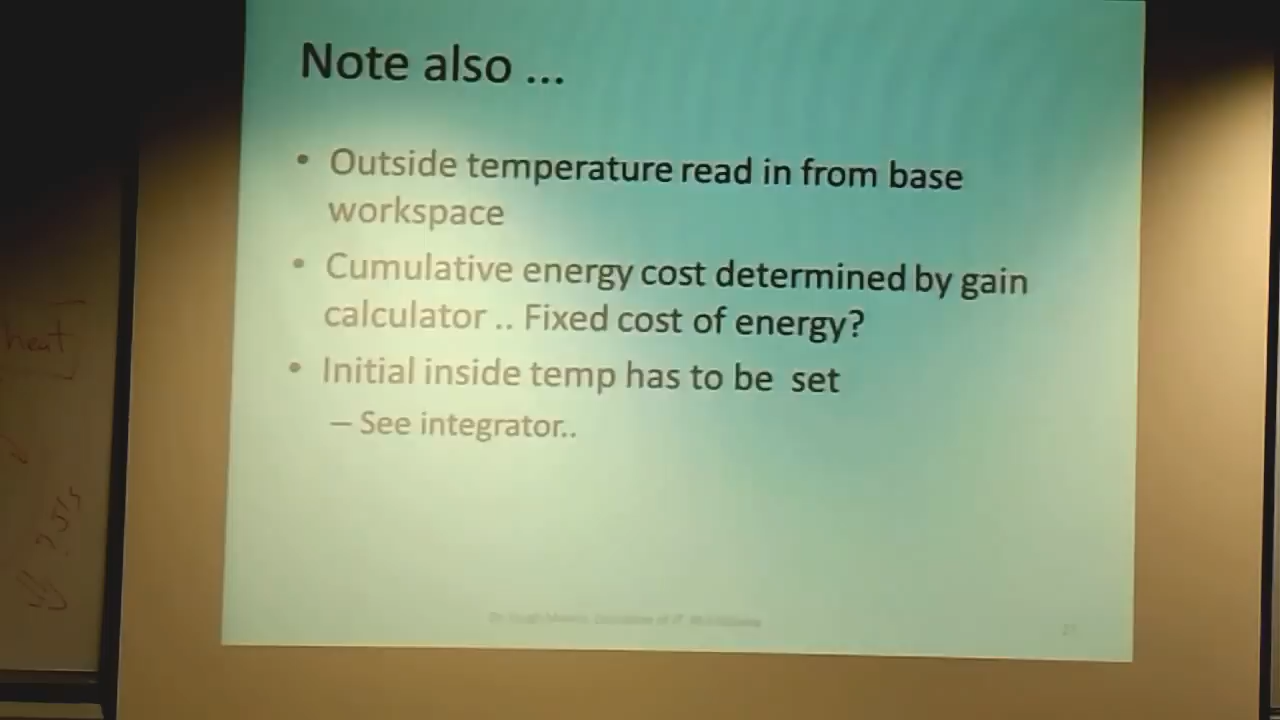 Note also ...
• Outside temperature read in from base
workspace
• Cumulative energy cost determined by gain
calculator .. Fixed cost of energy?
• Initial inside temp has to be  set
– See integrator..
heat